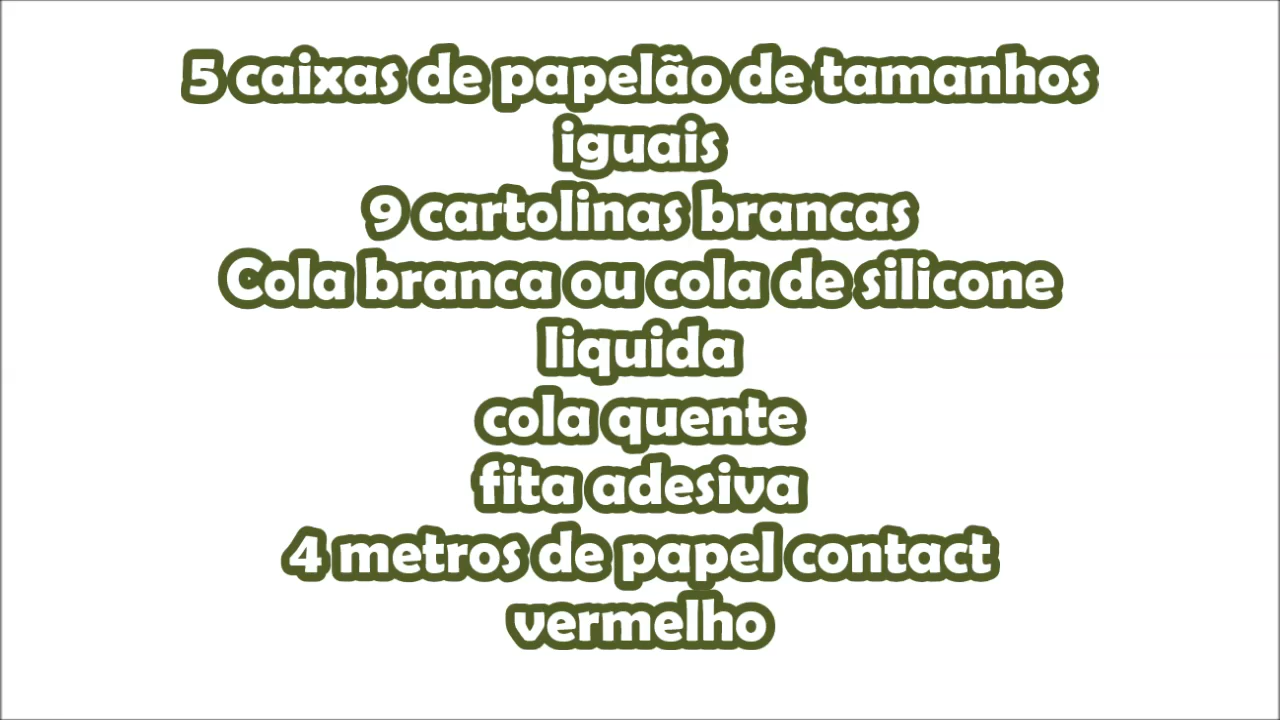 5 caixas de papelão de tamanhos
iguais
9 cartolinas brancas
Cola branca ou cola de silicone
liquida
cola quente
fita adesiva
4 metros de papel contact
vermelho